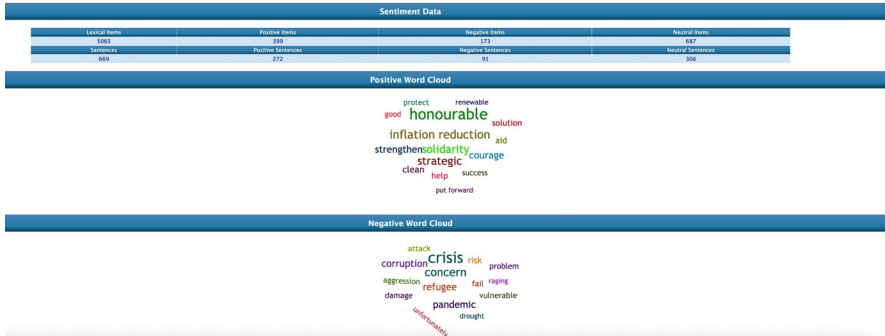 Sentiment Data
Lexical Items Positive Items Negative Items Neutral Items
5065 399 173 687
Sentences Positive Sentences Negative Sentences Neutral Sentences
669 272 91 306
Positive Word Cloud
protect renewable
good honourable
solution
inflation reduction aid
strengthen solidarity courage
strategic
clean help success
put forward
Negative Word Cloud
attack
crisis risk
corruption problem
concern
aggression refugee fail raging
damage vulnerable
pandemic
unfortunately drought